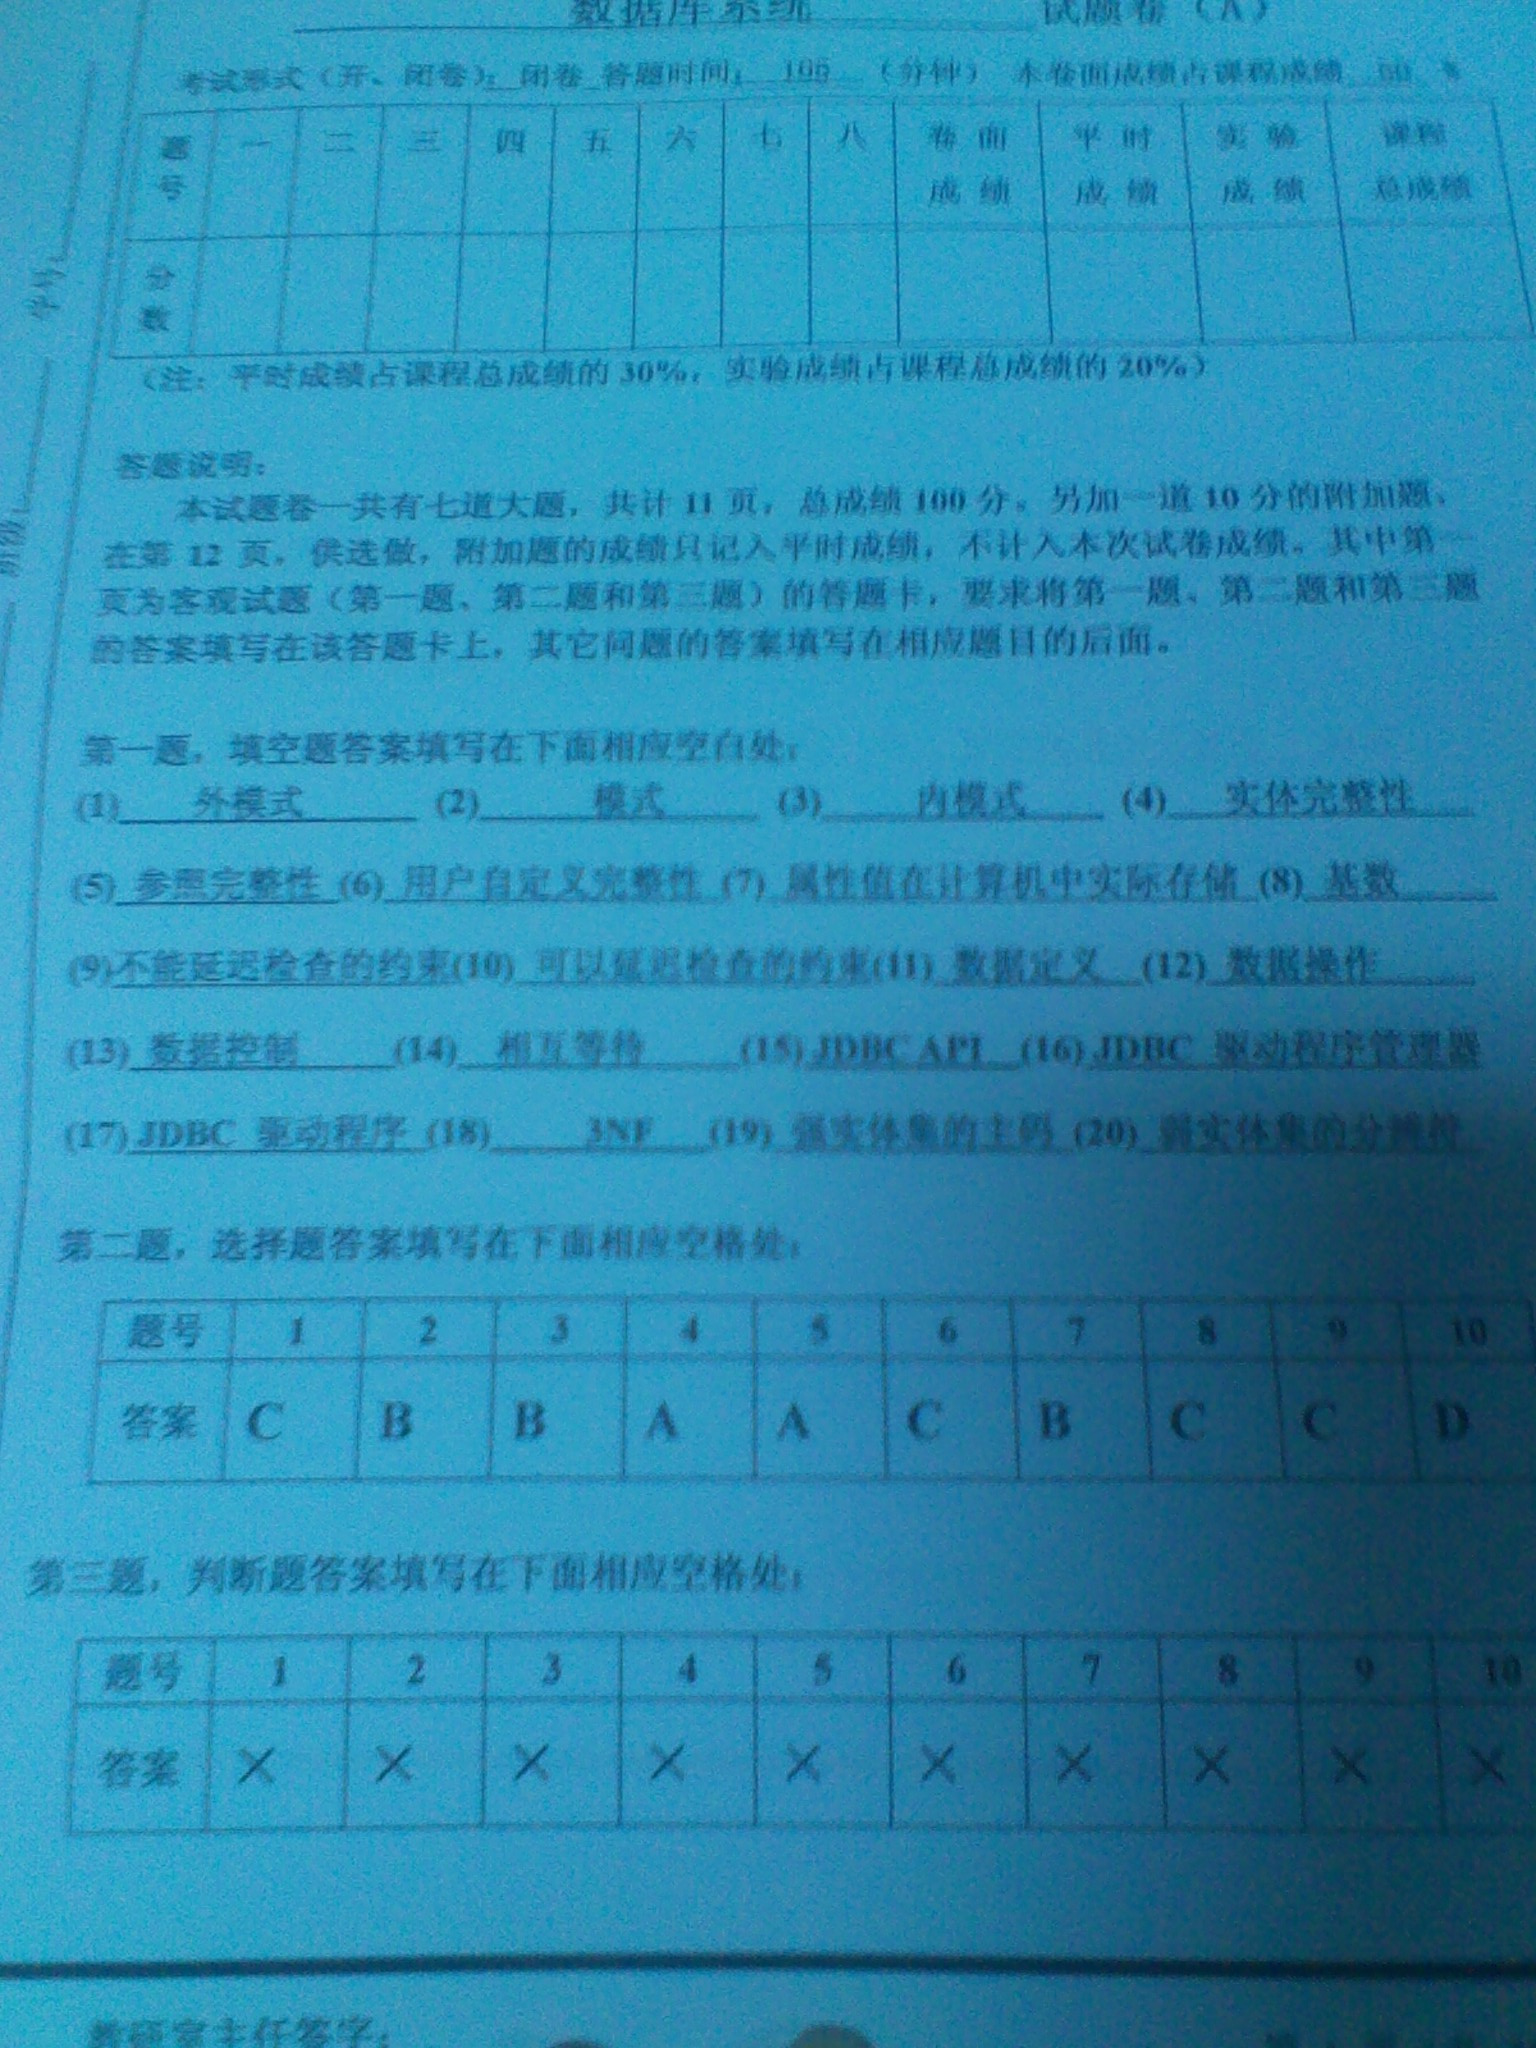 数据库系统 试题卷（A）
考试形式（开、闭卷）：闭卷 答题时间：105（分钟） 本卷面成绩占课程成绩 %
题号 一 二 三 四 五 六 七 八 卷面成绩 平时成绩 实验成绩 课程总成绩
分数
（注：平时成绩占课程总成绩的30%，实验成绩占课程总成绩的20%）
学号
班级
答题说明：
本试题卷一共有七道大题，共计11页，总成绩100分。另加一道10分的附加题、
在第12页，供选做，附加题的成绩只记入平时成绩，不计入本次试卷成绩。其中第一
页为客观试题（第一题、第二题和第三题）的答题卡，要求将第一题、第二题和第三题
的答案填写在该答题卡上，其它问题的答案填写在相应题目的后面。
第一题，填空题答案填写在下面相应空白处：
(1) 外模式 (2) 模式 (3) 内模式 (4) 实体完整性
(5) 参照完整性 (6) 用户自定义完整性 (7) 属性值在计算机中实际存储 (8) 基数
(9)不能延迟检查的约束(10) 可以延迟检查的约束(11) 数据定义 (12) 数据操作
(13) 数据控制 (14) 相互等待 (15) JDBC API (16) JDBC 驱动程序管理器
(17) JDBC 驱动程序 (18) 3NF (19) 强实体集的主码 (20) 弱实体集的分辨符
第二题，选择题答案填写在下面相应空格处：
题号 1 2 3 4 5 6 7 8 9 10
答案 C B B A A C B C C D
第三题，判断题答案填写在下面相应空格处：
题号 1 2 3 4 5 6 7 8 9 10
答案 × × × × × × × × × ×
教研室主任签字：